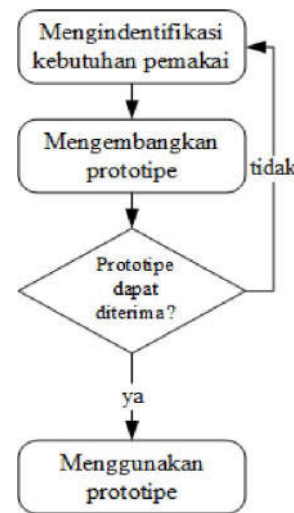 Mengindentifikasi
kebutuhan pemakai
Mengembangkan
prototipe
tidak
Prototipe
dapat
diterima?
ya
Menggunakan
prototipe